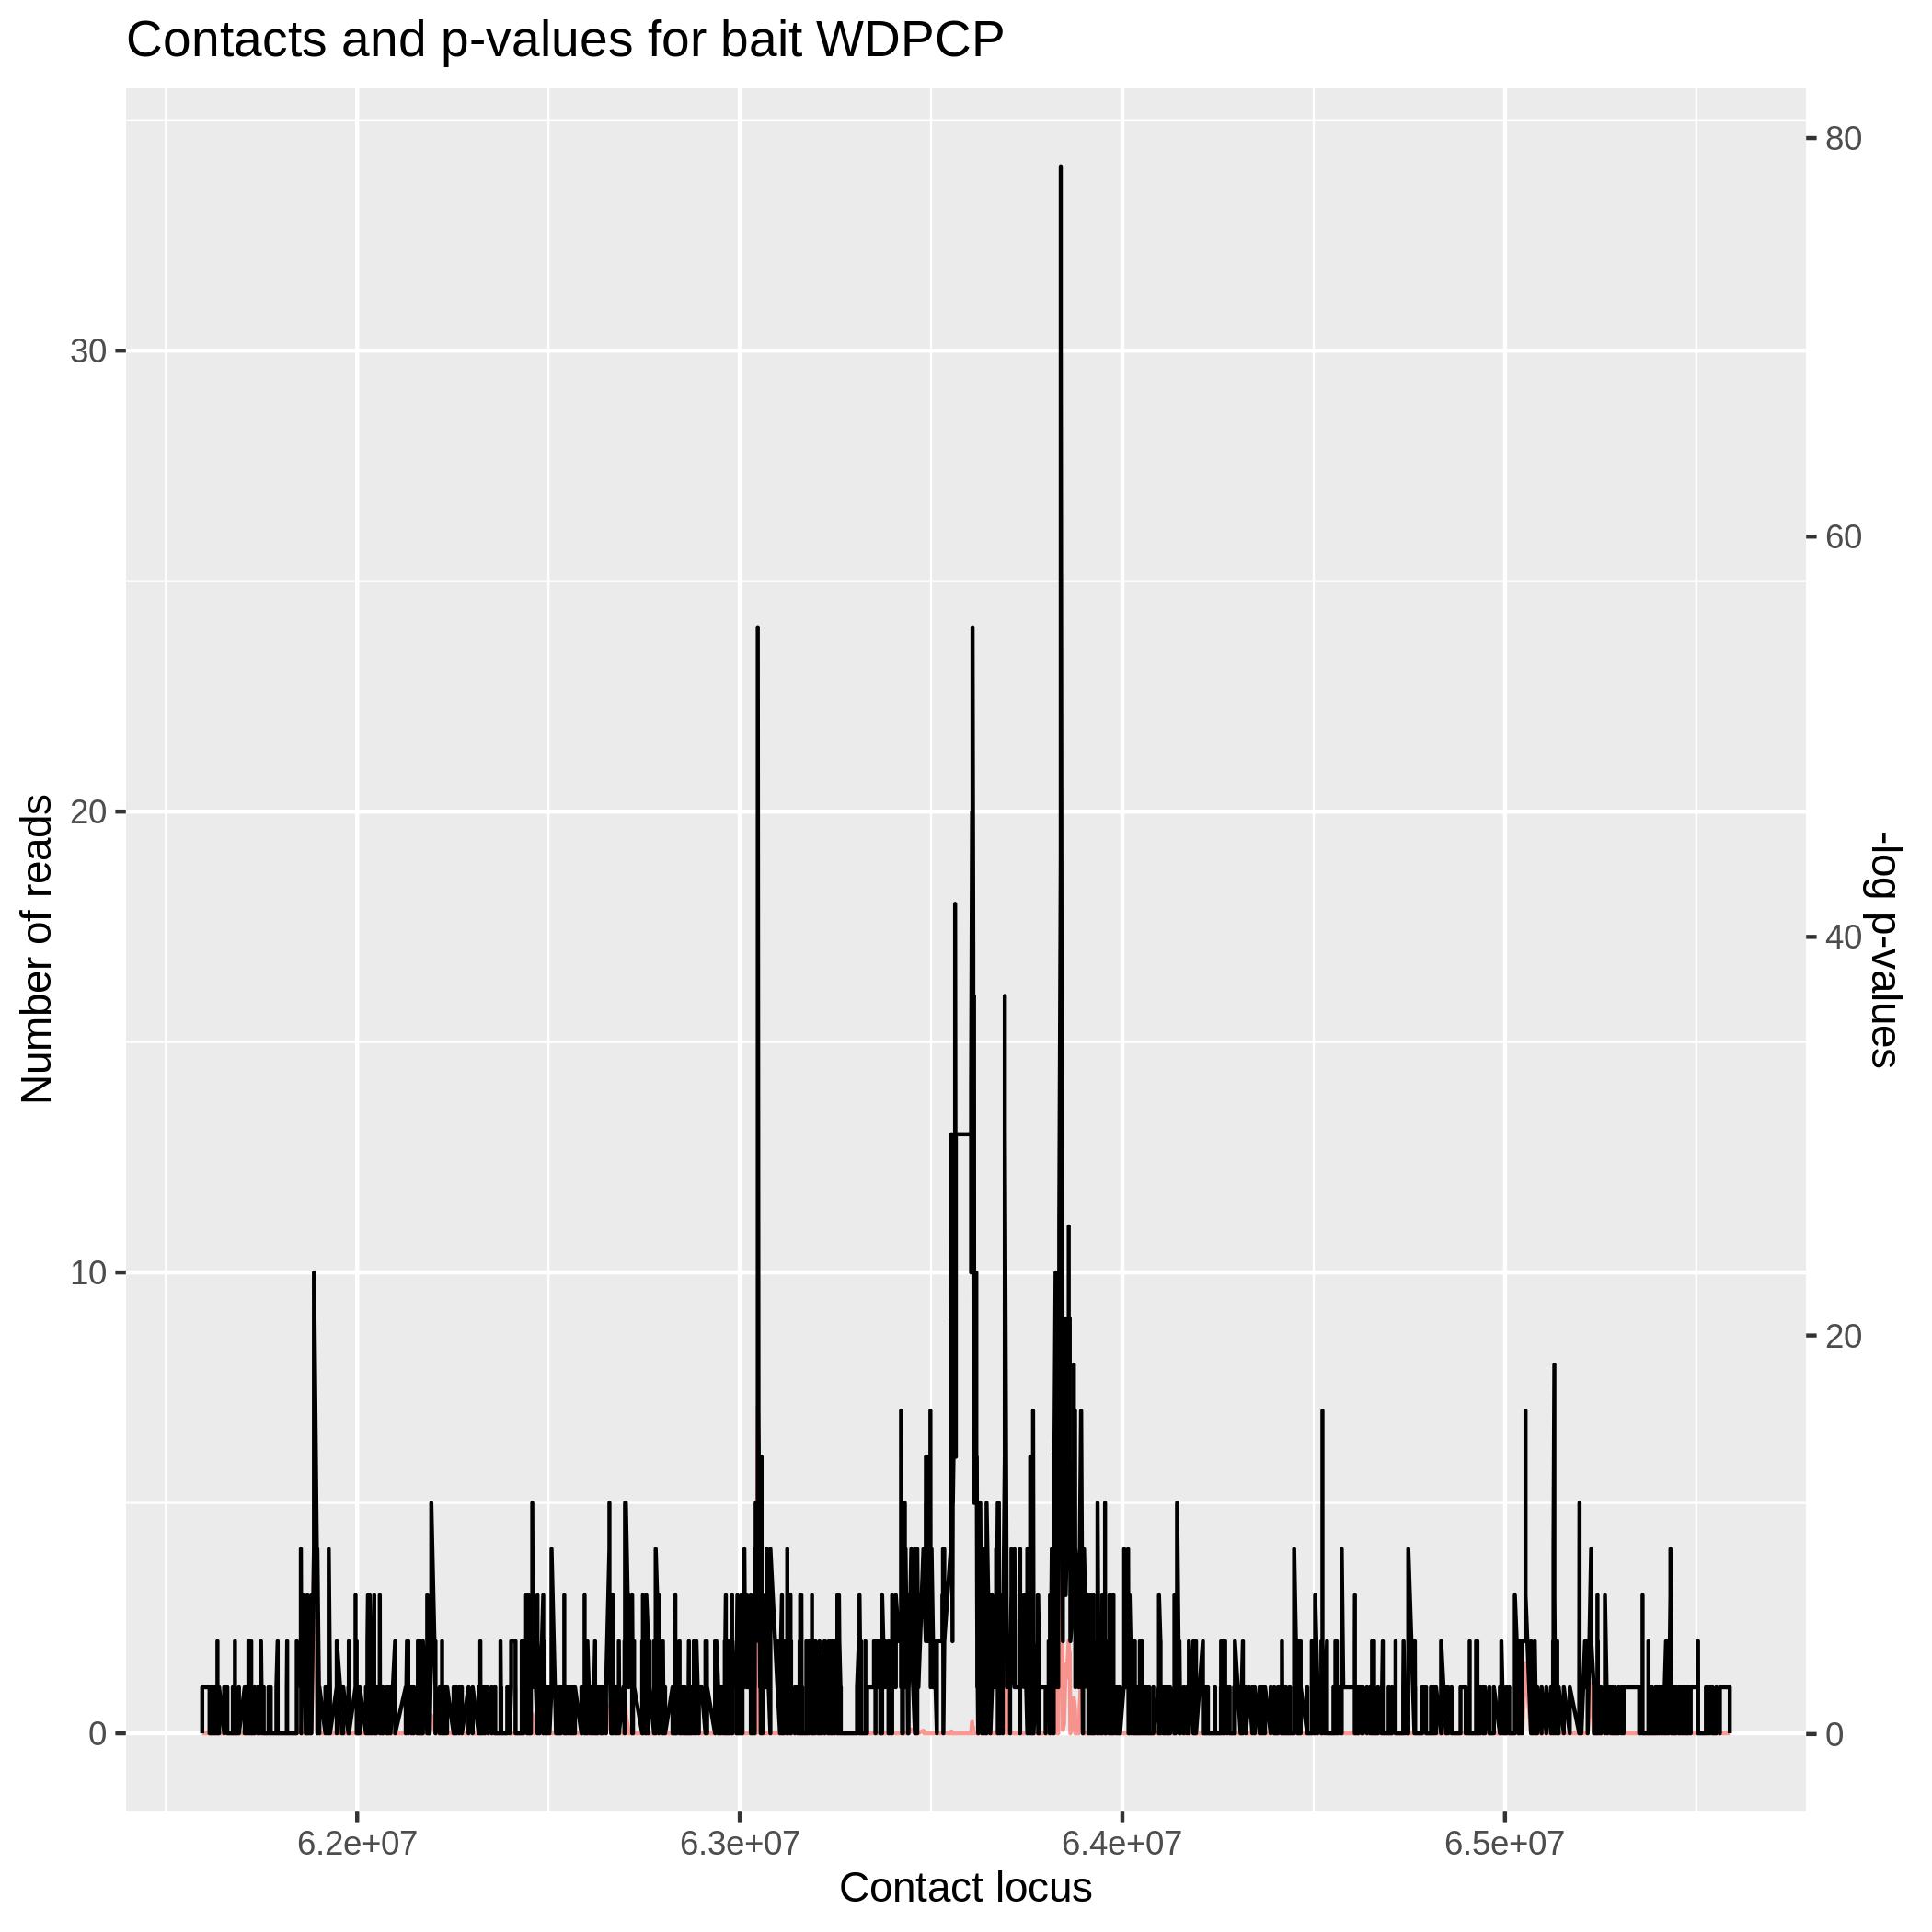 Contacts and p-values for bait WDPCP
Number of reads
30
20
10
0
80
60
40
20
0
-log p-values
6.2e+07 6.3e+07 6.4e+07 6.5e+07
Contact locus